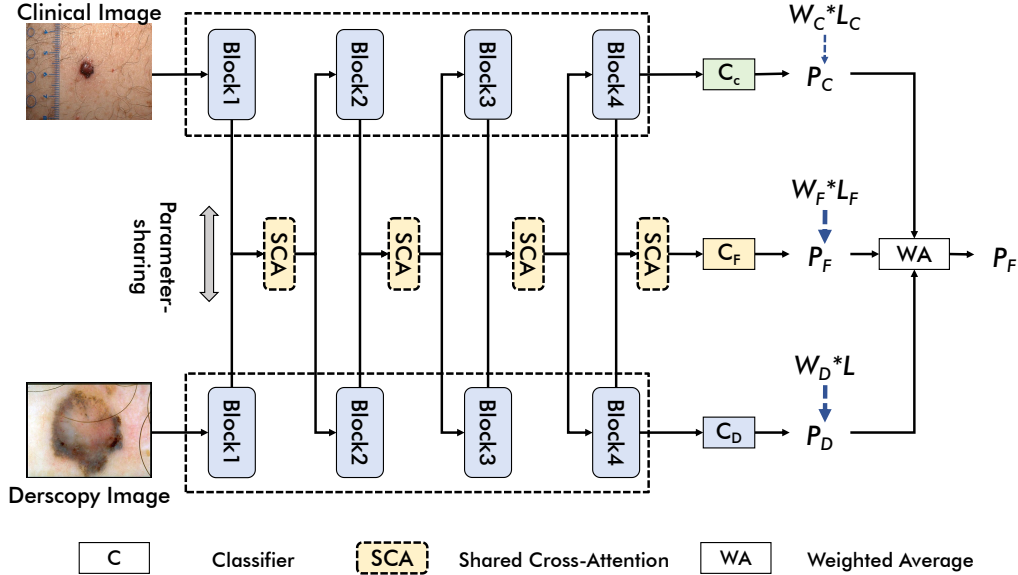 Clinical Image
W_C*L_C
Block1
Block2
Block3
Block4
C_c
P_C
Parameter-
sharing
SCA
SCA
SCA
SCA
W_F*L_F
C_F
P_F
WA
P_F
Block1
Block2
Block3
Block4
W_D*L
C_D
P_D
Derscopy Image
C
Classifier
SCA
Shared Cross-Attention
WA
Weighted Average